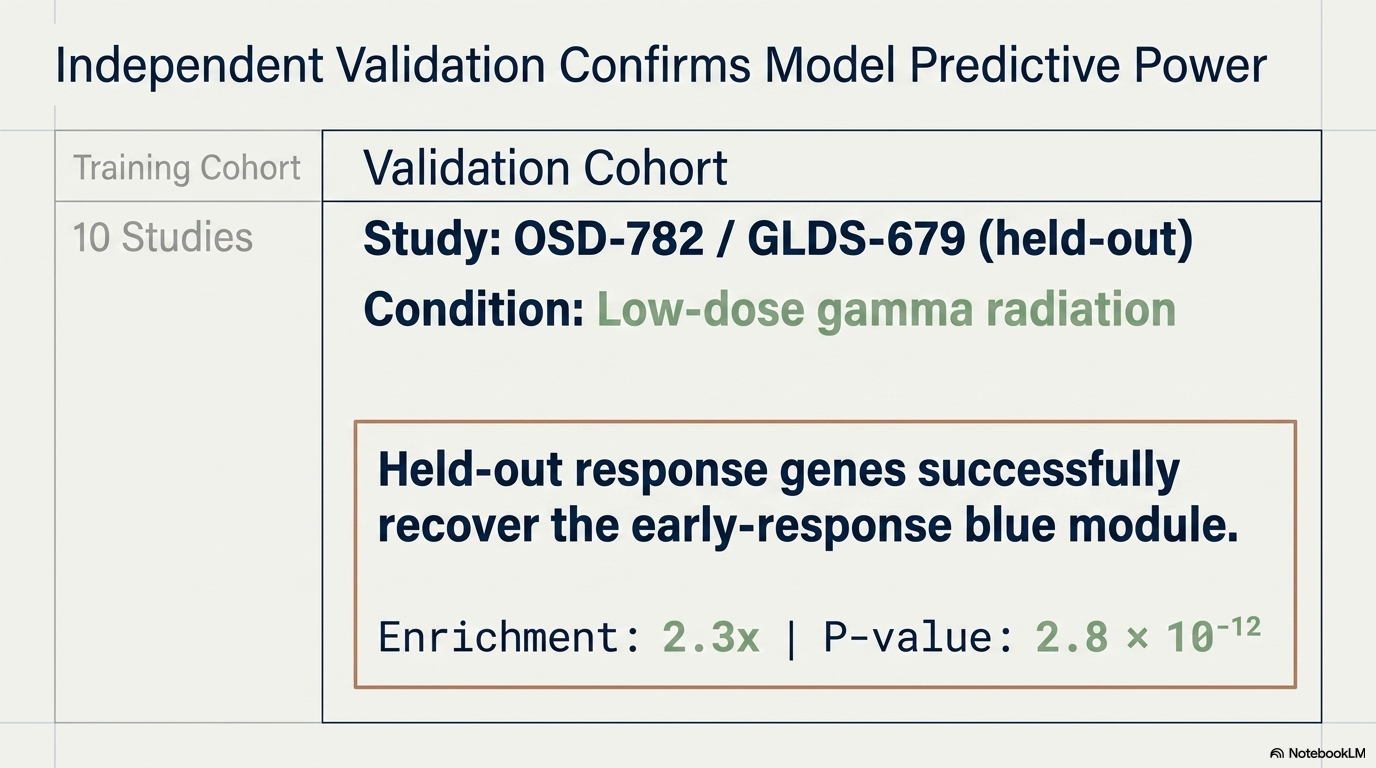 Independent Validation Confirms Model Predictive Power
Training Cohort
Validation Cohort
10 Studies
Study: OSD-782 / GLDS-679 (held-out)
Condition: Low-dose gamma radiation
Held-out response genes successfully
recover the early-response blue module.
Enrichment: 2.3x | P-value: 2.8 × 10⁻¹²
NotebookLM